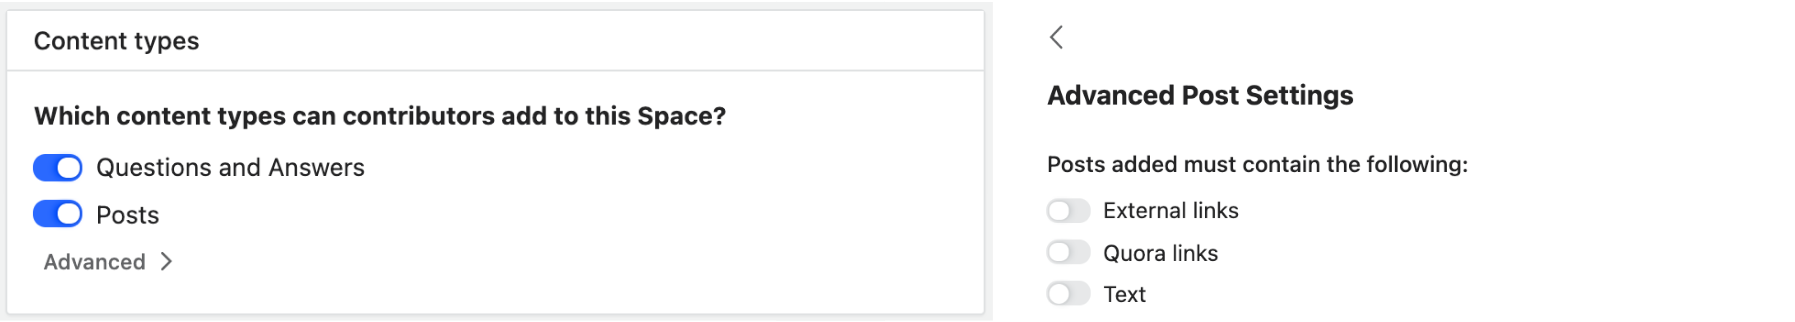 Content types
Which content types can contributors add to this Space?
Questions and Answers
Posts
Advanced
Advanced Post Settings
Posts added must contain the following:
External links
Quora links
Text